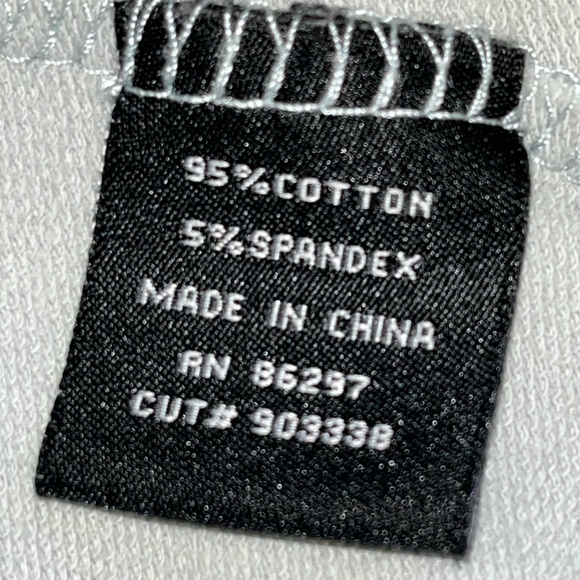 95%COTTON
5%SPANDEX
MADE IN CHINA
RN 86297
CUT# 903338